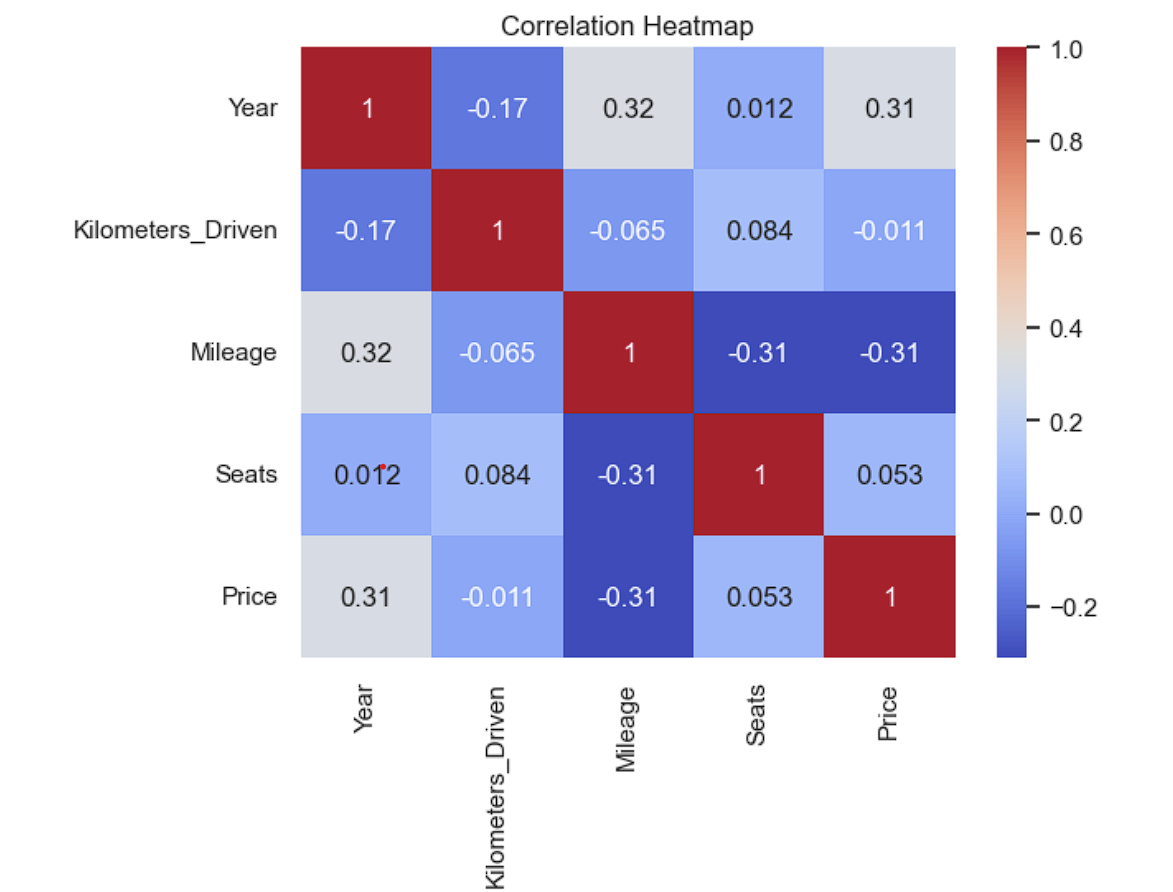 Correlation Heatmap
Year 1 -0.17 0.32 0.012 0.31
Kilometers_Driven -0.17 1 -0.065 0.084 -0.011
Mileage 0.32 -0.065 1 -0.31 -0.31
Seats 0.012 0.084 -0.31 1 0.053
Price 0.31 -0.011 -0.31 0.053 1
Year
Kilometers_Driven
Mileage
Seats
Price
1.0
0.8
0.6
0.4
0.2
0.0
−0.2